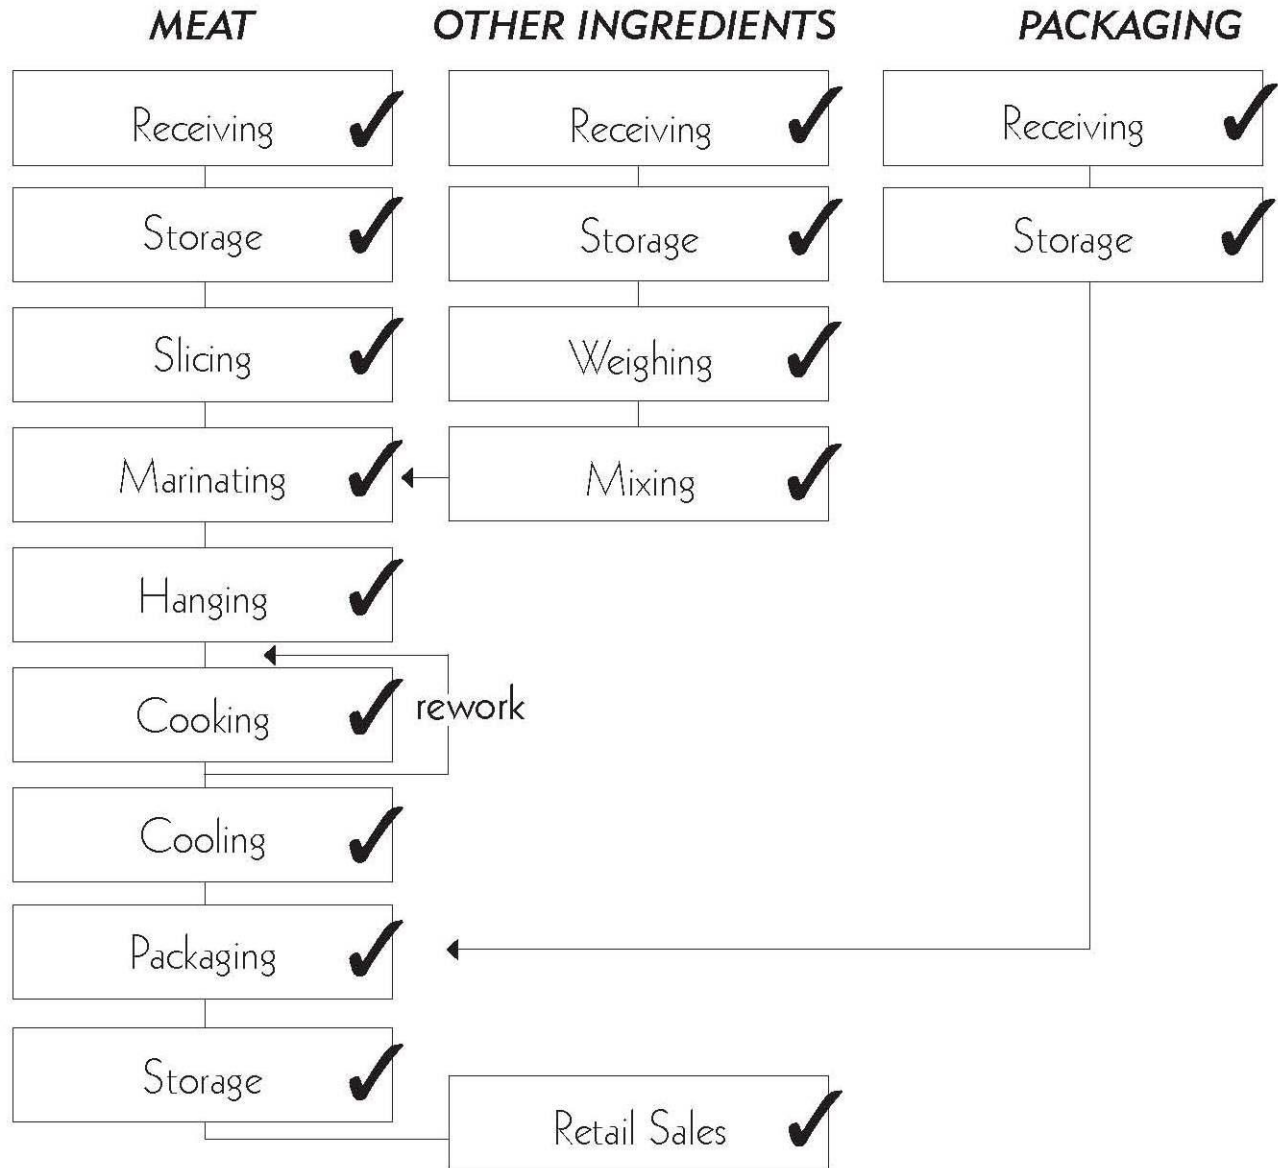 MEAT
OTHER INGREDIENTS
PACKAGING
Receiving
Receiving
Receiving
Storage
Storage
Storage
Slicing
Weighing
Marinating
Mixing
Hanging
Cooking
rework
Cooling
Packaging
Storage
Retail Sales